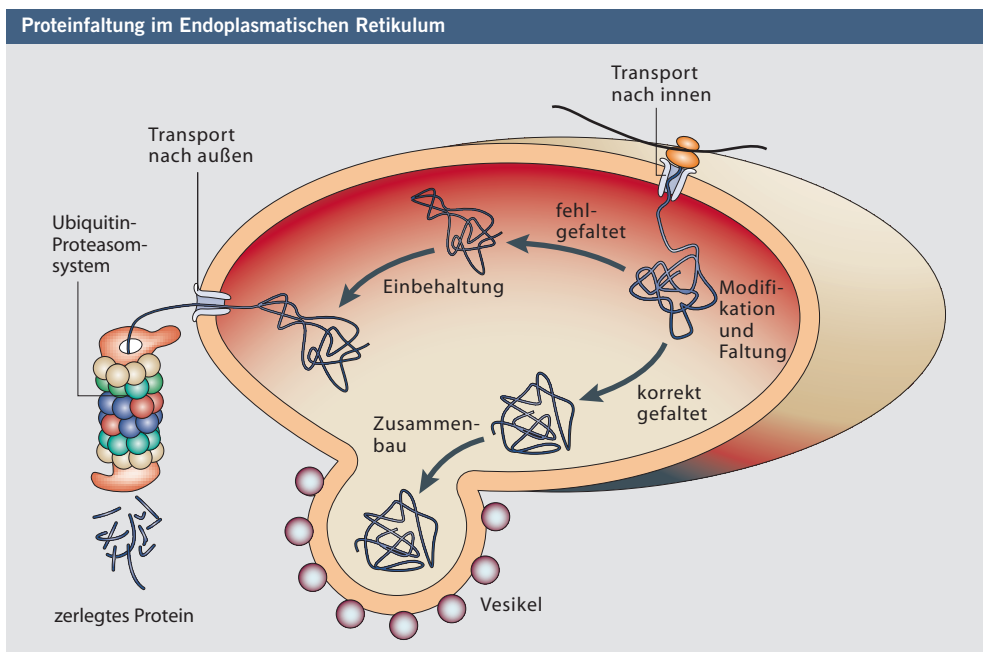 Proteinfaltung im Endoplasmatischen Retikulum
Transport
nach innen
Transport
nach außen
Ubiquitin-
Proteasom-
system
fehl-
gefaltet
Einbehaltung
Modifi-
kation
und
Faltung
korrekt
gefaltet
Zusammen-
bau
Vesikel
zerlegtes Protein